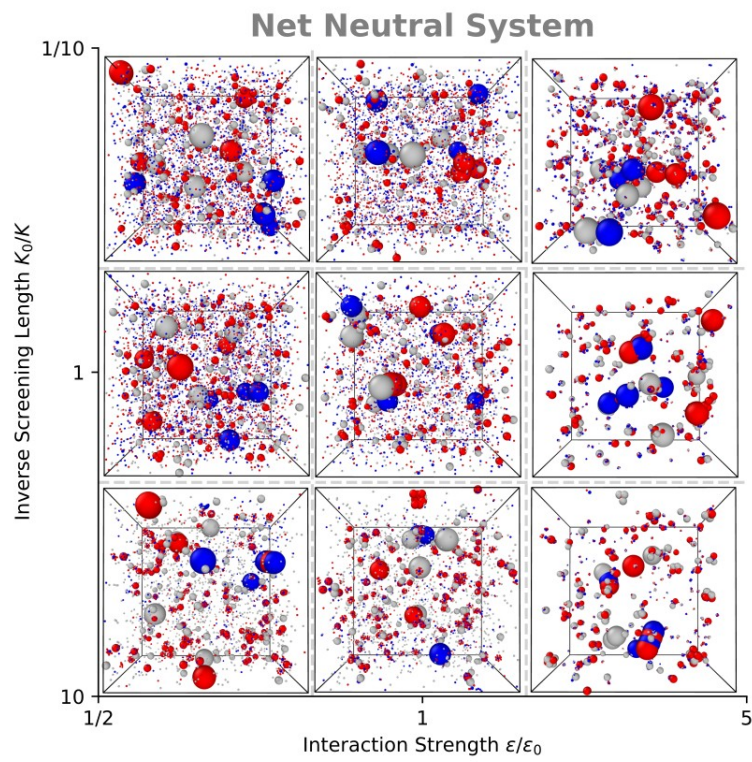 Net Neutral System
Inverse Screening Length K₀/K
1/10
1
10
1/2
1
5
Interaction Strength ε/ε₀